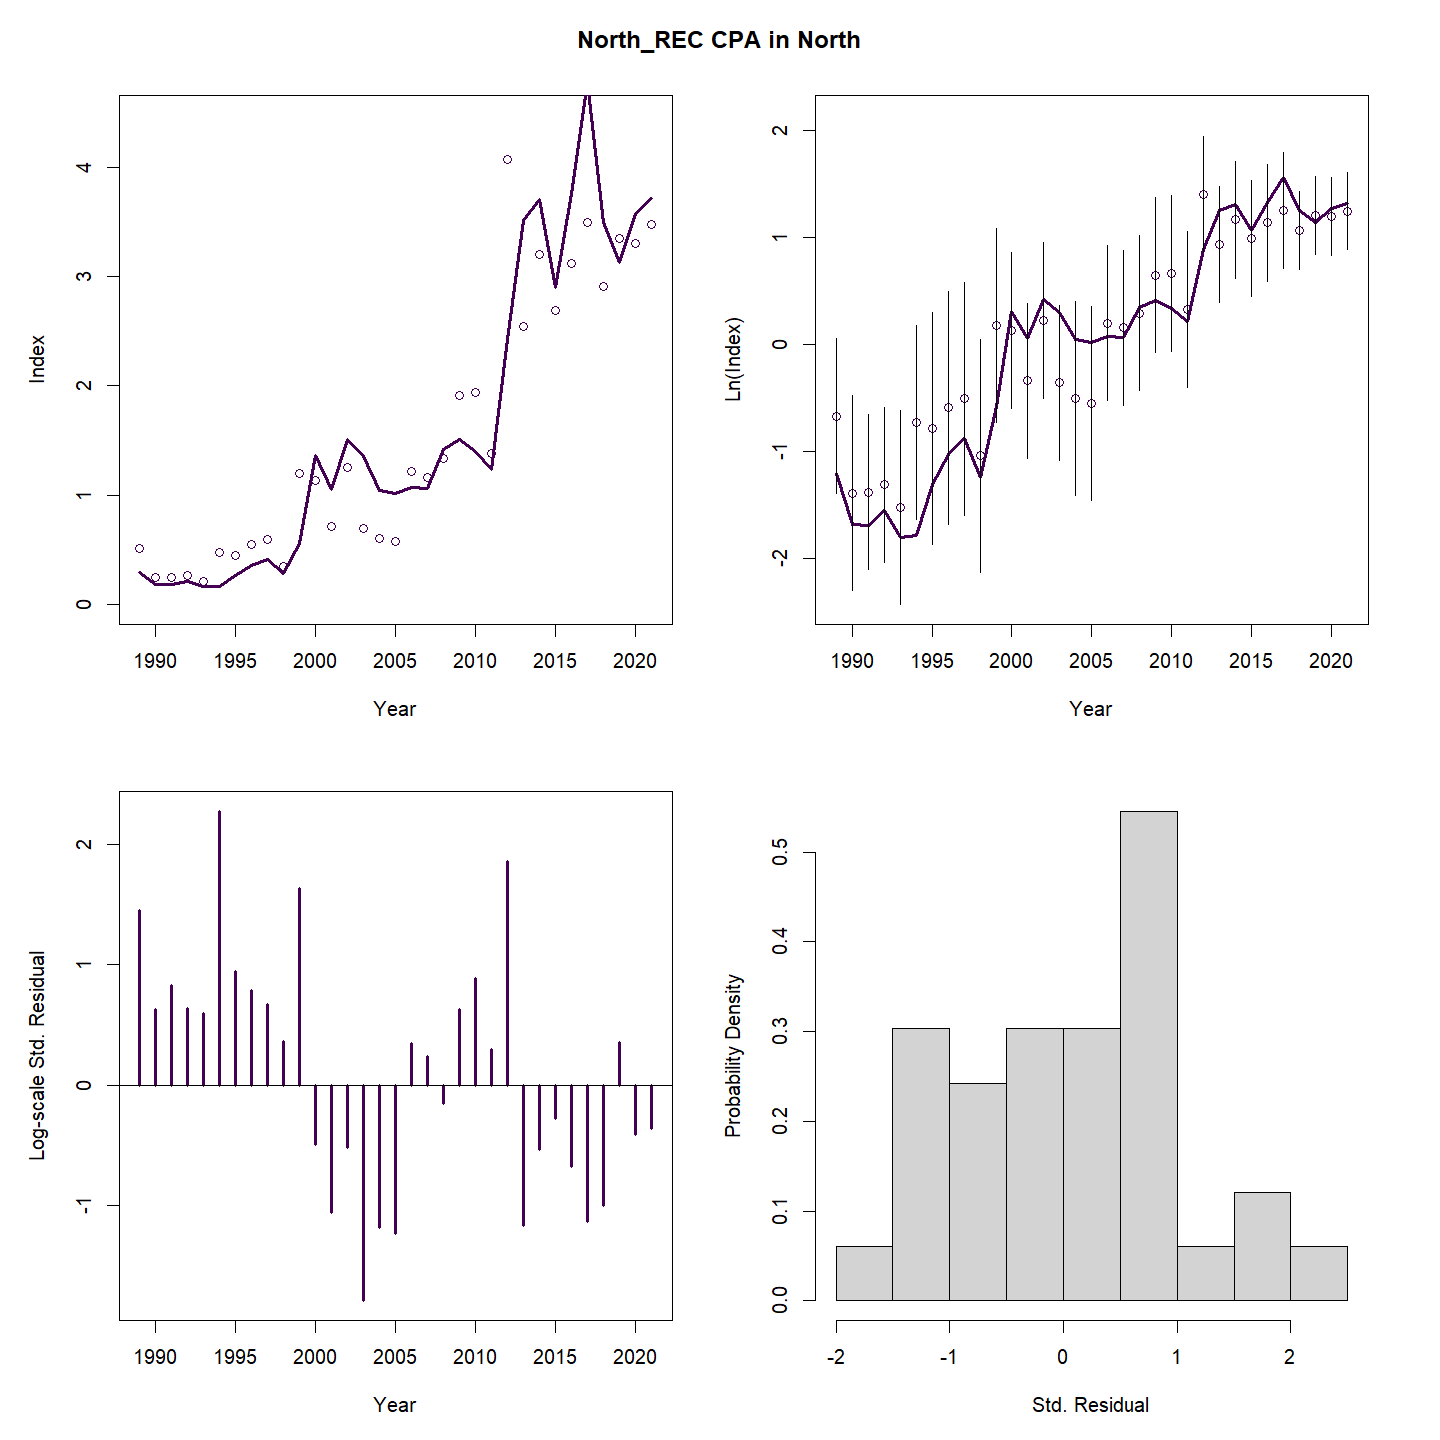 North_REC CPA in North
Index
4
3
2
1
0
1990 1995 2000 2005 2010 2015 2020
Year
Ln(Index)
2
1
0
-1
-2
1990 1995 2000 2005 2010 2015 2020
Year
Log-scale Std. Residual
2
1
0
-1
1990 1995 2000 2005 2010 2015 2020
Year
Probability Density
0.5
0.4
0.3
0.2
0.1
0.0
-2 -1 0 1 2
Std. Residual